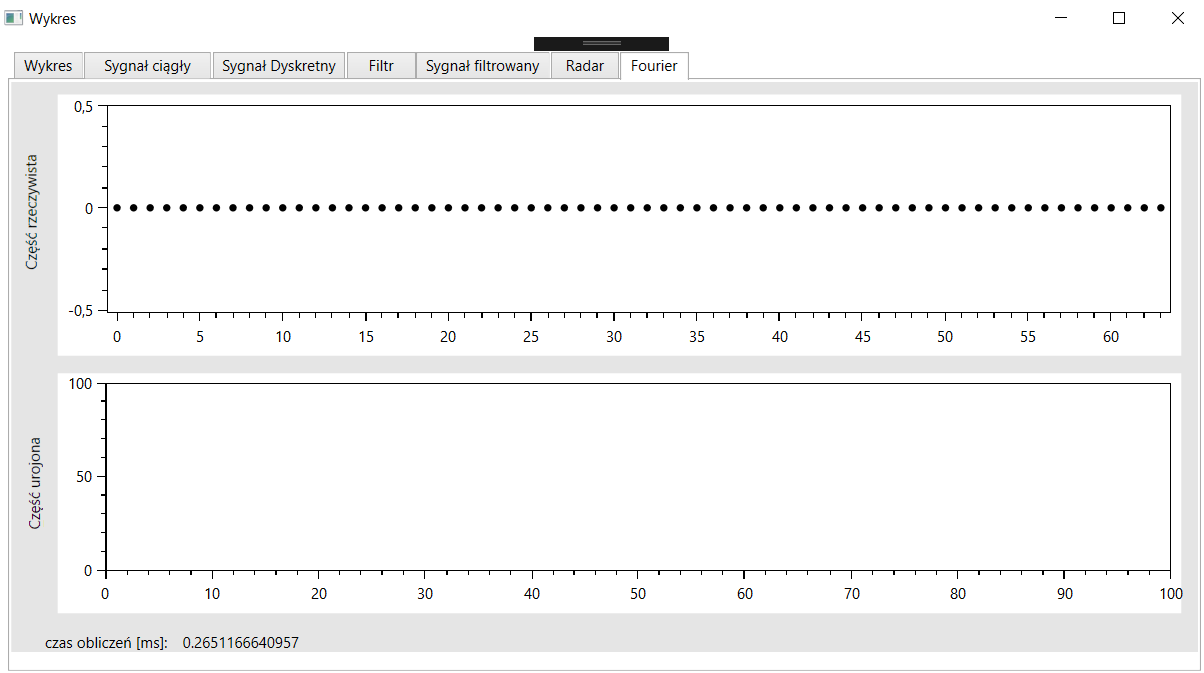 Wykres
Wykres Sygnał ciągły Sygnał Dyskretny Filtr Sygnał filtrowany Radar Fourier
Część rzeczywista
0,5
0
-0,5
0 5 10 15 20 25 30 35 40 45 50 55 60
Część urojona
100
50
0
0 10 20 30 40 50 60 70 80 90 100
czas obliczeń [ms]: 0.2651166640957